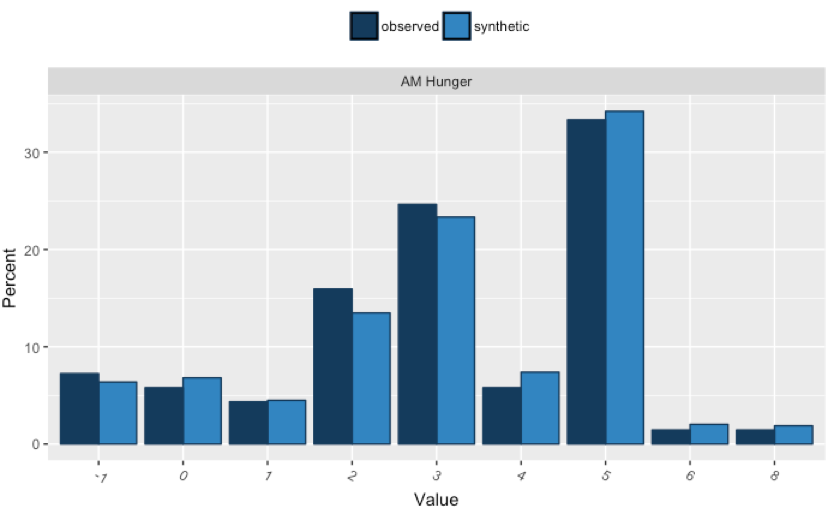 observed synthetic
AM Hunger
30
20
10
0
Percent
-1 0 1 2 3 4 5 6 8
Value